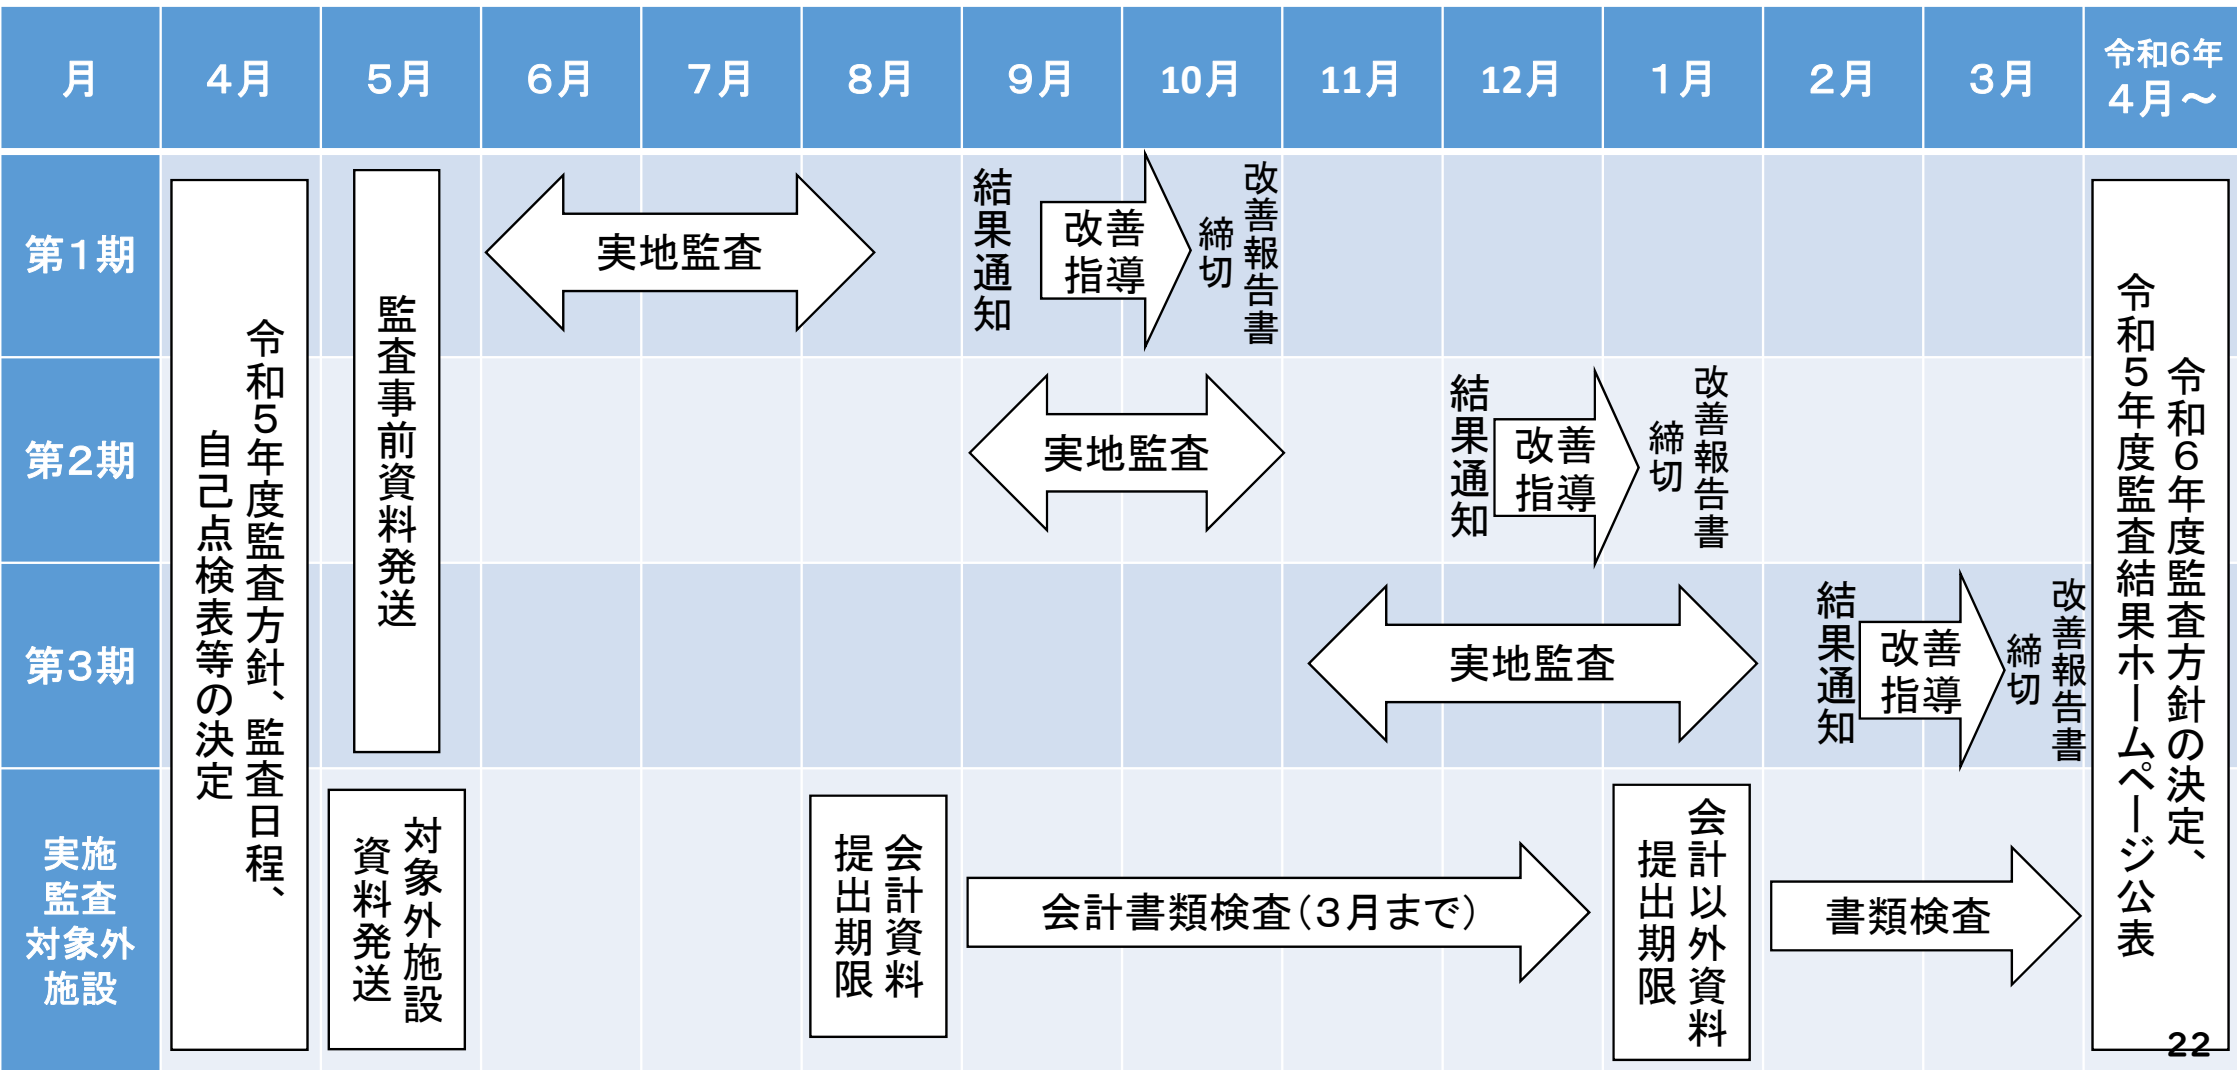 月
4月
5月
6月
7月
8月
9月
10月
11月
12月
1月
2月
3月
令和6年
4月～
令和5年度監査方針、監査日程、
自己点検表等の決定
監査事前資料発送
第1期
実地監査
結果通知
改善
指導
改善報告書
締切
第2期
実地監査
結果通知
改善
指導
改善報告書
締切
第3期
実地監査
結果通知
改善
指導
改善報告書
締切
実施
監査
対象外
施設
対象外施設
資料発送
会計資料
提出期限
会計書類検査（3月まで）
会計以外資料
提出期限
書類検査
令和6年度監査方針の決定、
令和5年度監査結果ホームページ公表
22